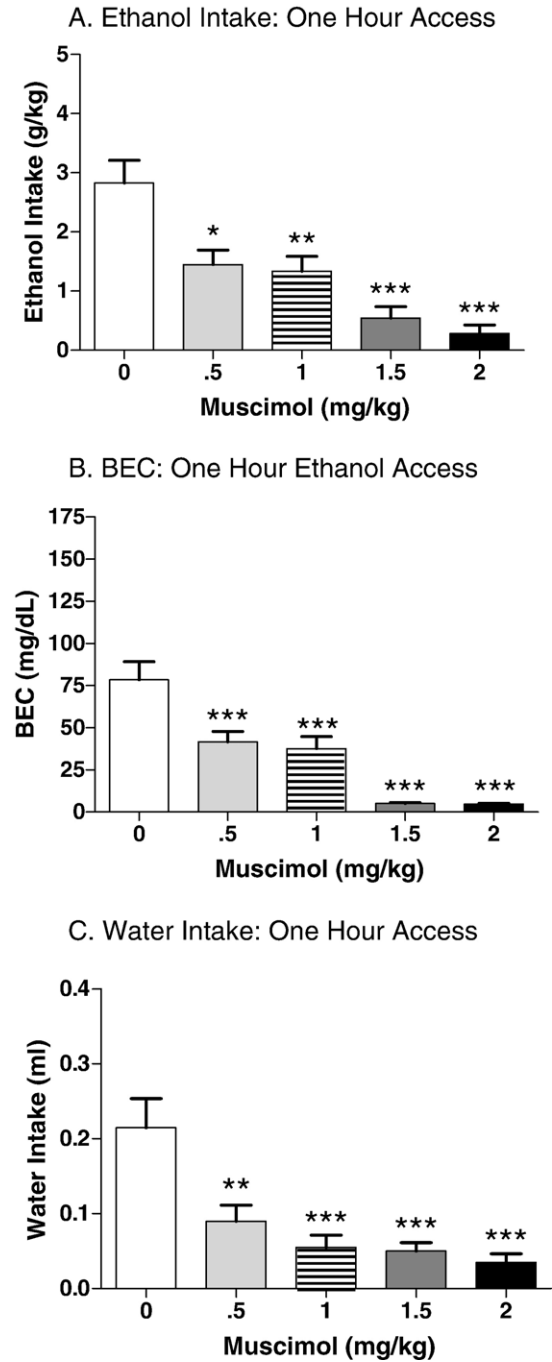 A. Ethanol Intake: One Hour Access
Ethanol Intake (g/kg)
5
4
3
2
1
0
*
**
***
***
0 .5 1 1.5 2
Muscimol (mg/kg)
B. BEC: One Hour Ethanol Access
BEC (mg/dL)
175
150
125
100
75
50
25
0
***
***
***
***
0 .5 1 1.5 2
Muscimol (mg/kg)
C. Water Intake: One Hour Access
Water Intake (ml)
0.4
0.3
0.2
0.1
0.0
**
***
***
***
0 .5 1 1.5 2
Muscimol (mg/kg)